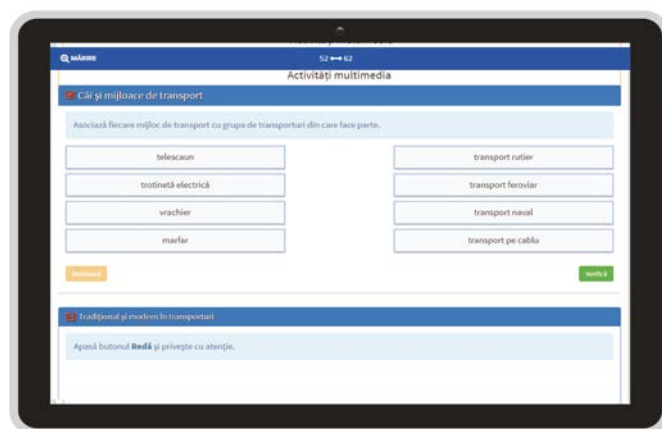 MĂRIRE
52 62
Activități multimedia
Căi și mijloace de transport
Asociază fiecare mijloc de transport cu grupa de transporturi din care face parte.
telescaun
transport rutier
trotinetă electrică
transport feroviar
vrachier
transport naval
marfar
transport pe cablu
Verifică
Tradițional și modern în transporturi
Apasă butonul Redă și privește cu atenție.